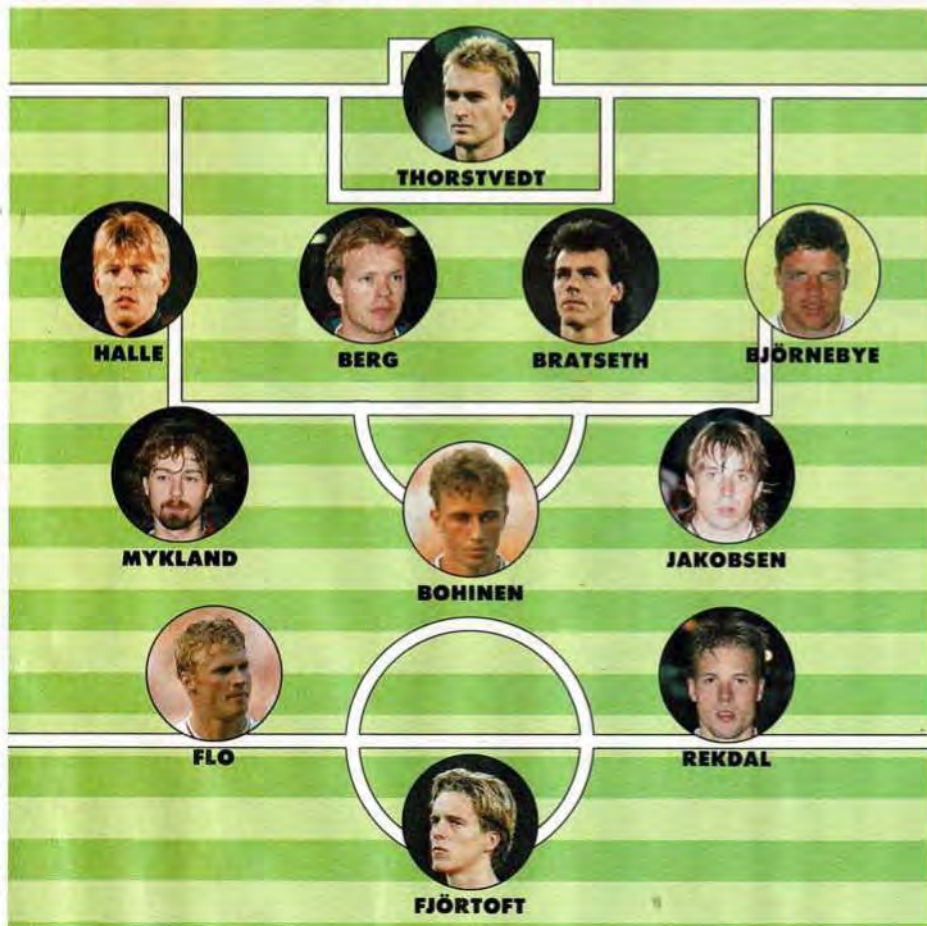 THORSTVEDT
HALLE
BERG
BRATSETH
BJÖRNEBYE
MYKLAND
BOHINEN
JAKOBSEN
FLO
REKDAL
FJÖRTOFT